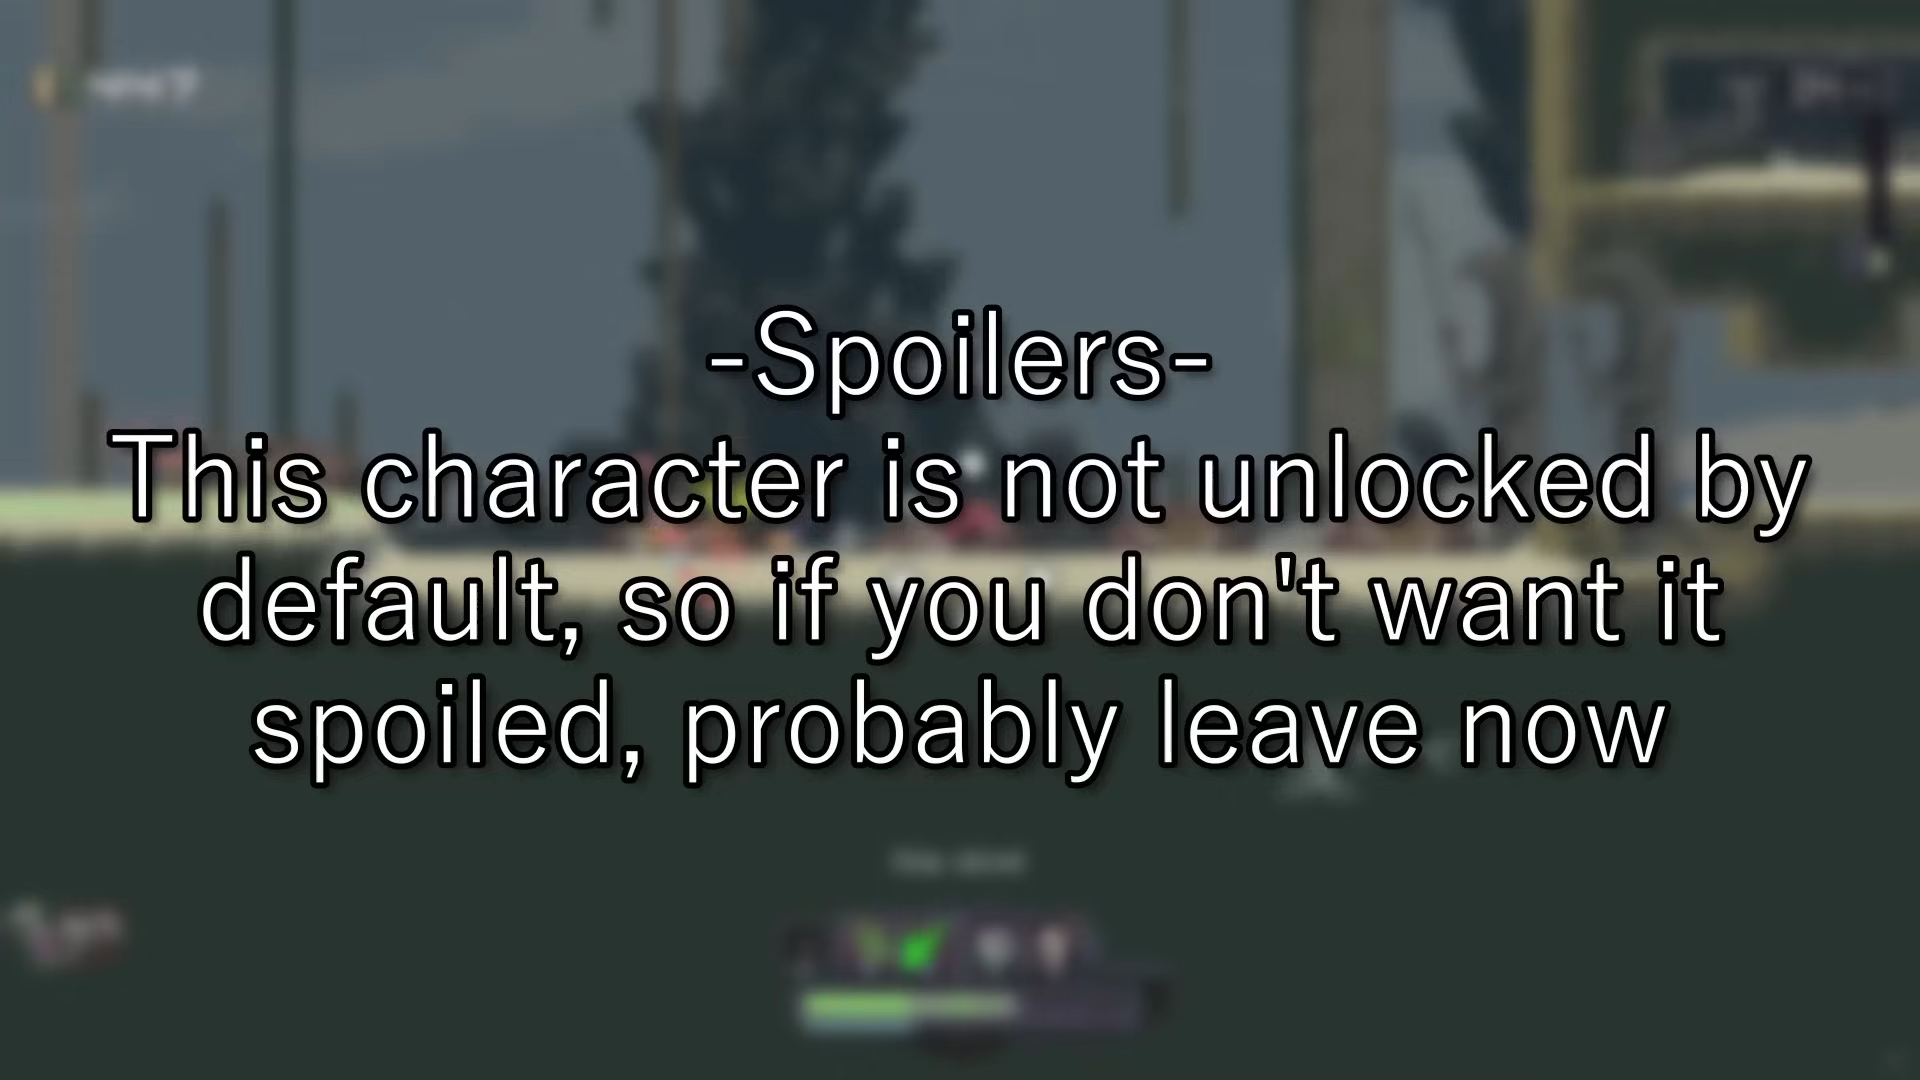 -Spoilers-
This character is not unlocked by
default, so if you don't want it
spoiled, probably leave now